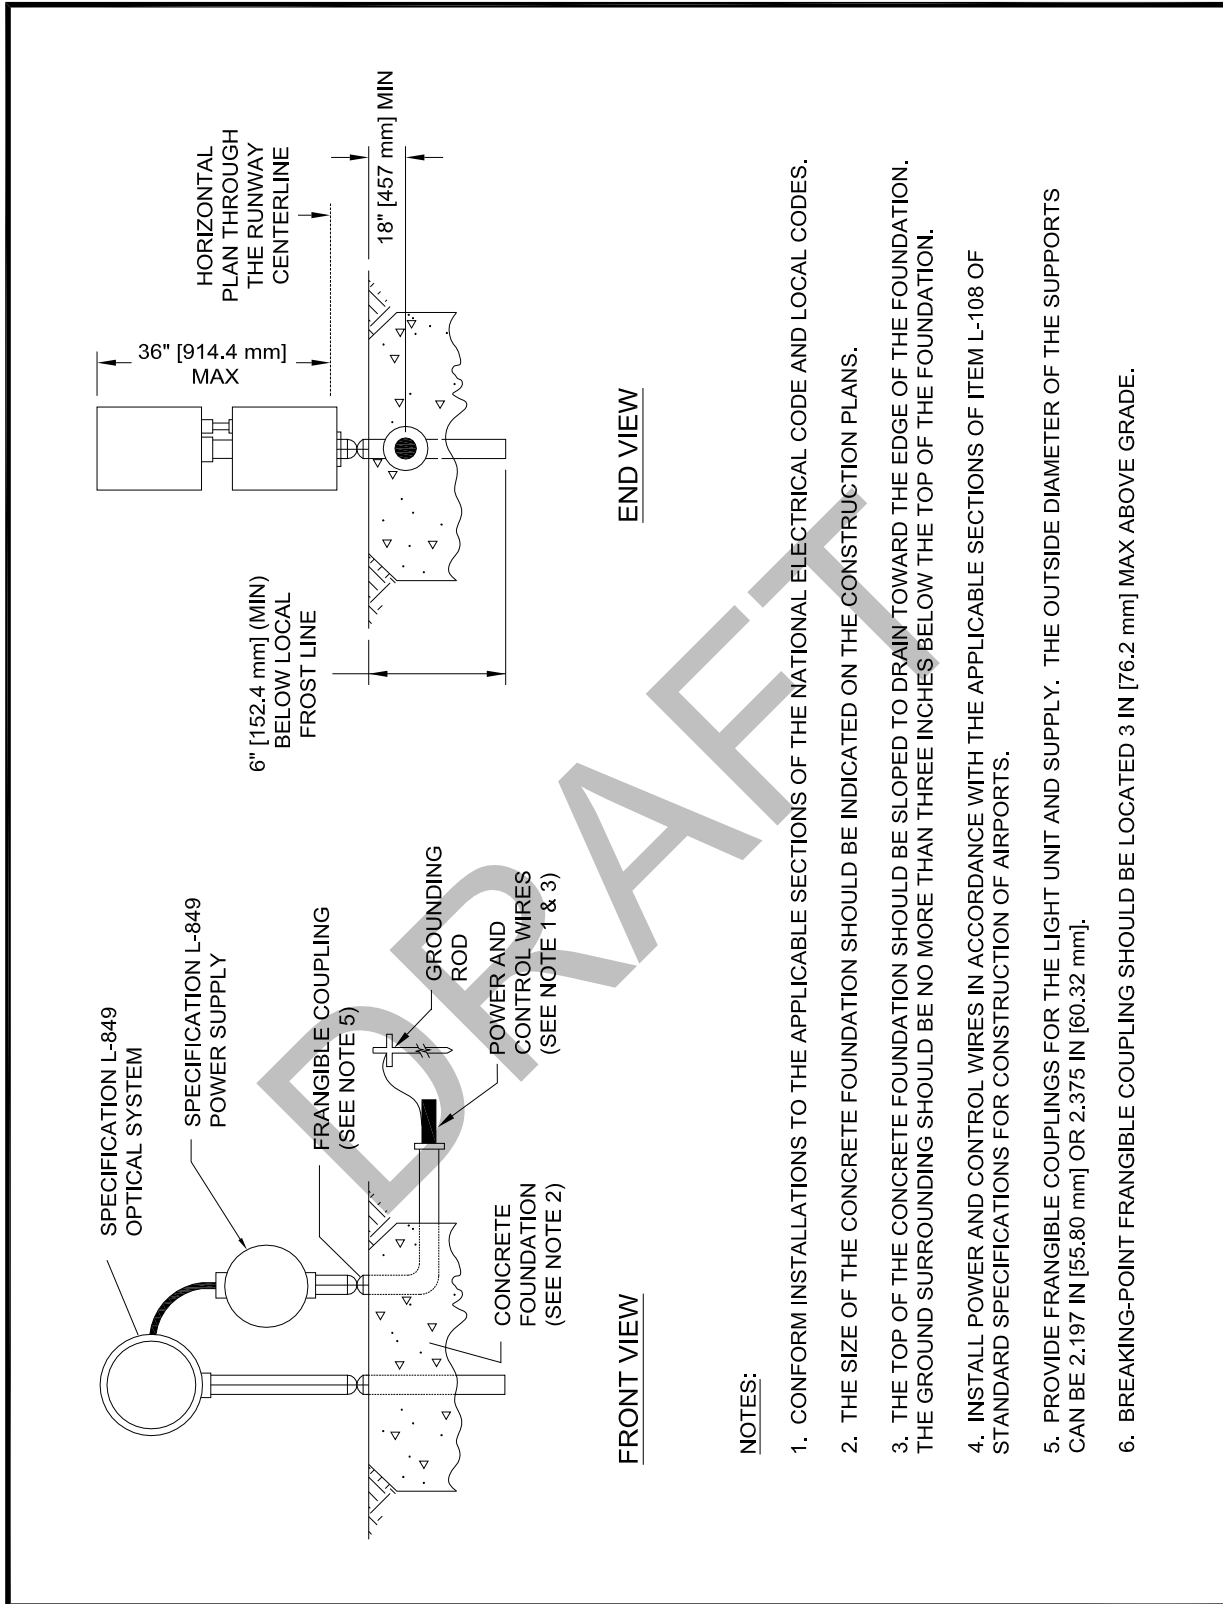 SPECIFICATION L-849
OPTICAL SYSTEM
SPECIFICATION L-849
POWER SUPPLY
FRANGIBLE COUPLING
(SEE NOTE 5)
GROUNDING
ROD
POWER AND
CONTROL WIRES
(SEE NOTE 1 & 3)
CONCRETE
FOUNDATION
(SEE NOTE 2)
FRONT VIEW
36" [914.4 mm]
MAX
HORIZONTAL
PLAN THROUGH
THE RUNWAY
CENTERLINE
18" [457 mm] MIN
6" [152.4 mm] (MIN)
BELOW LOCAL
FROST LINE
END VIEW
DRAFT
NOTES:
1. CONFORM INSTALLATIONS TO THE APPLICABLE SECTIONS OF THE NATIONAL ELECTRICAL CODE AND LOCAL CODES.
2. THE SIZE OF THE CONCRETE FOUNDATION SHOULD BE INDICATED ON THE CONSTRUCTION PLANS.
3. THE TOP OF THE CONCRETE FOUNDATION SHOULD BE SLOPED TO DRAIN TOWARD THE EDGE OF THE FOUNDATION.
THE GROUND SURROUNDING SHOULD BE NO MORE THAN THREE INCHES BELOW THE TOP OF THE FOUNDATION.
4. INSTALL POWER AND CONTROL WIRES IN ACCORDANCE WITH THE APPLICABLE SECTIONS OF ITEM L-108 OF
STANDARD SPECIFICATIONS FOR CONSTRUCTION OF AIRPORTS.
5. PROVIDE FRANGIBLE COUPLINGS FOR THE LIGHT UNIT AND SUPPLY. THE OUTSIDE DIAMETER OF THE SUPPORTS
CAN BE 2.197 IN [55.80 mm] OR 2.375 IN [60.32 mm].
6. BREAKING-POINT FRANGIBLE COUPLING SHOULD BE LOCATED 3 IN [76.2 mm] MAX ABOVE GRADE.